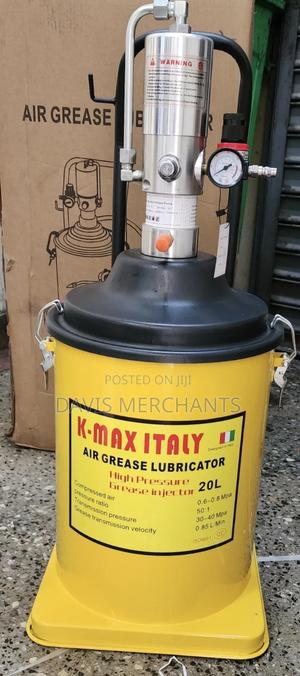 WARNING
AIR GREASE
POSTED ON JIJI
DAVIS MERCHANTS
K-MAX ITALY
AIR GREASE LUBRICATOR
High Pressure
Grease injector 20L
Compressed air 0.6-0.8 Mpa
pressure ratio 50:1
Transmission pressure 30-40 Mpa
Grease transmission velocity 0.85 L/Min